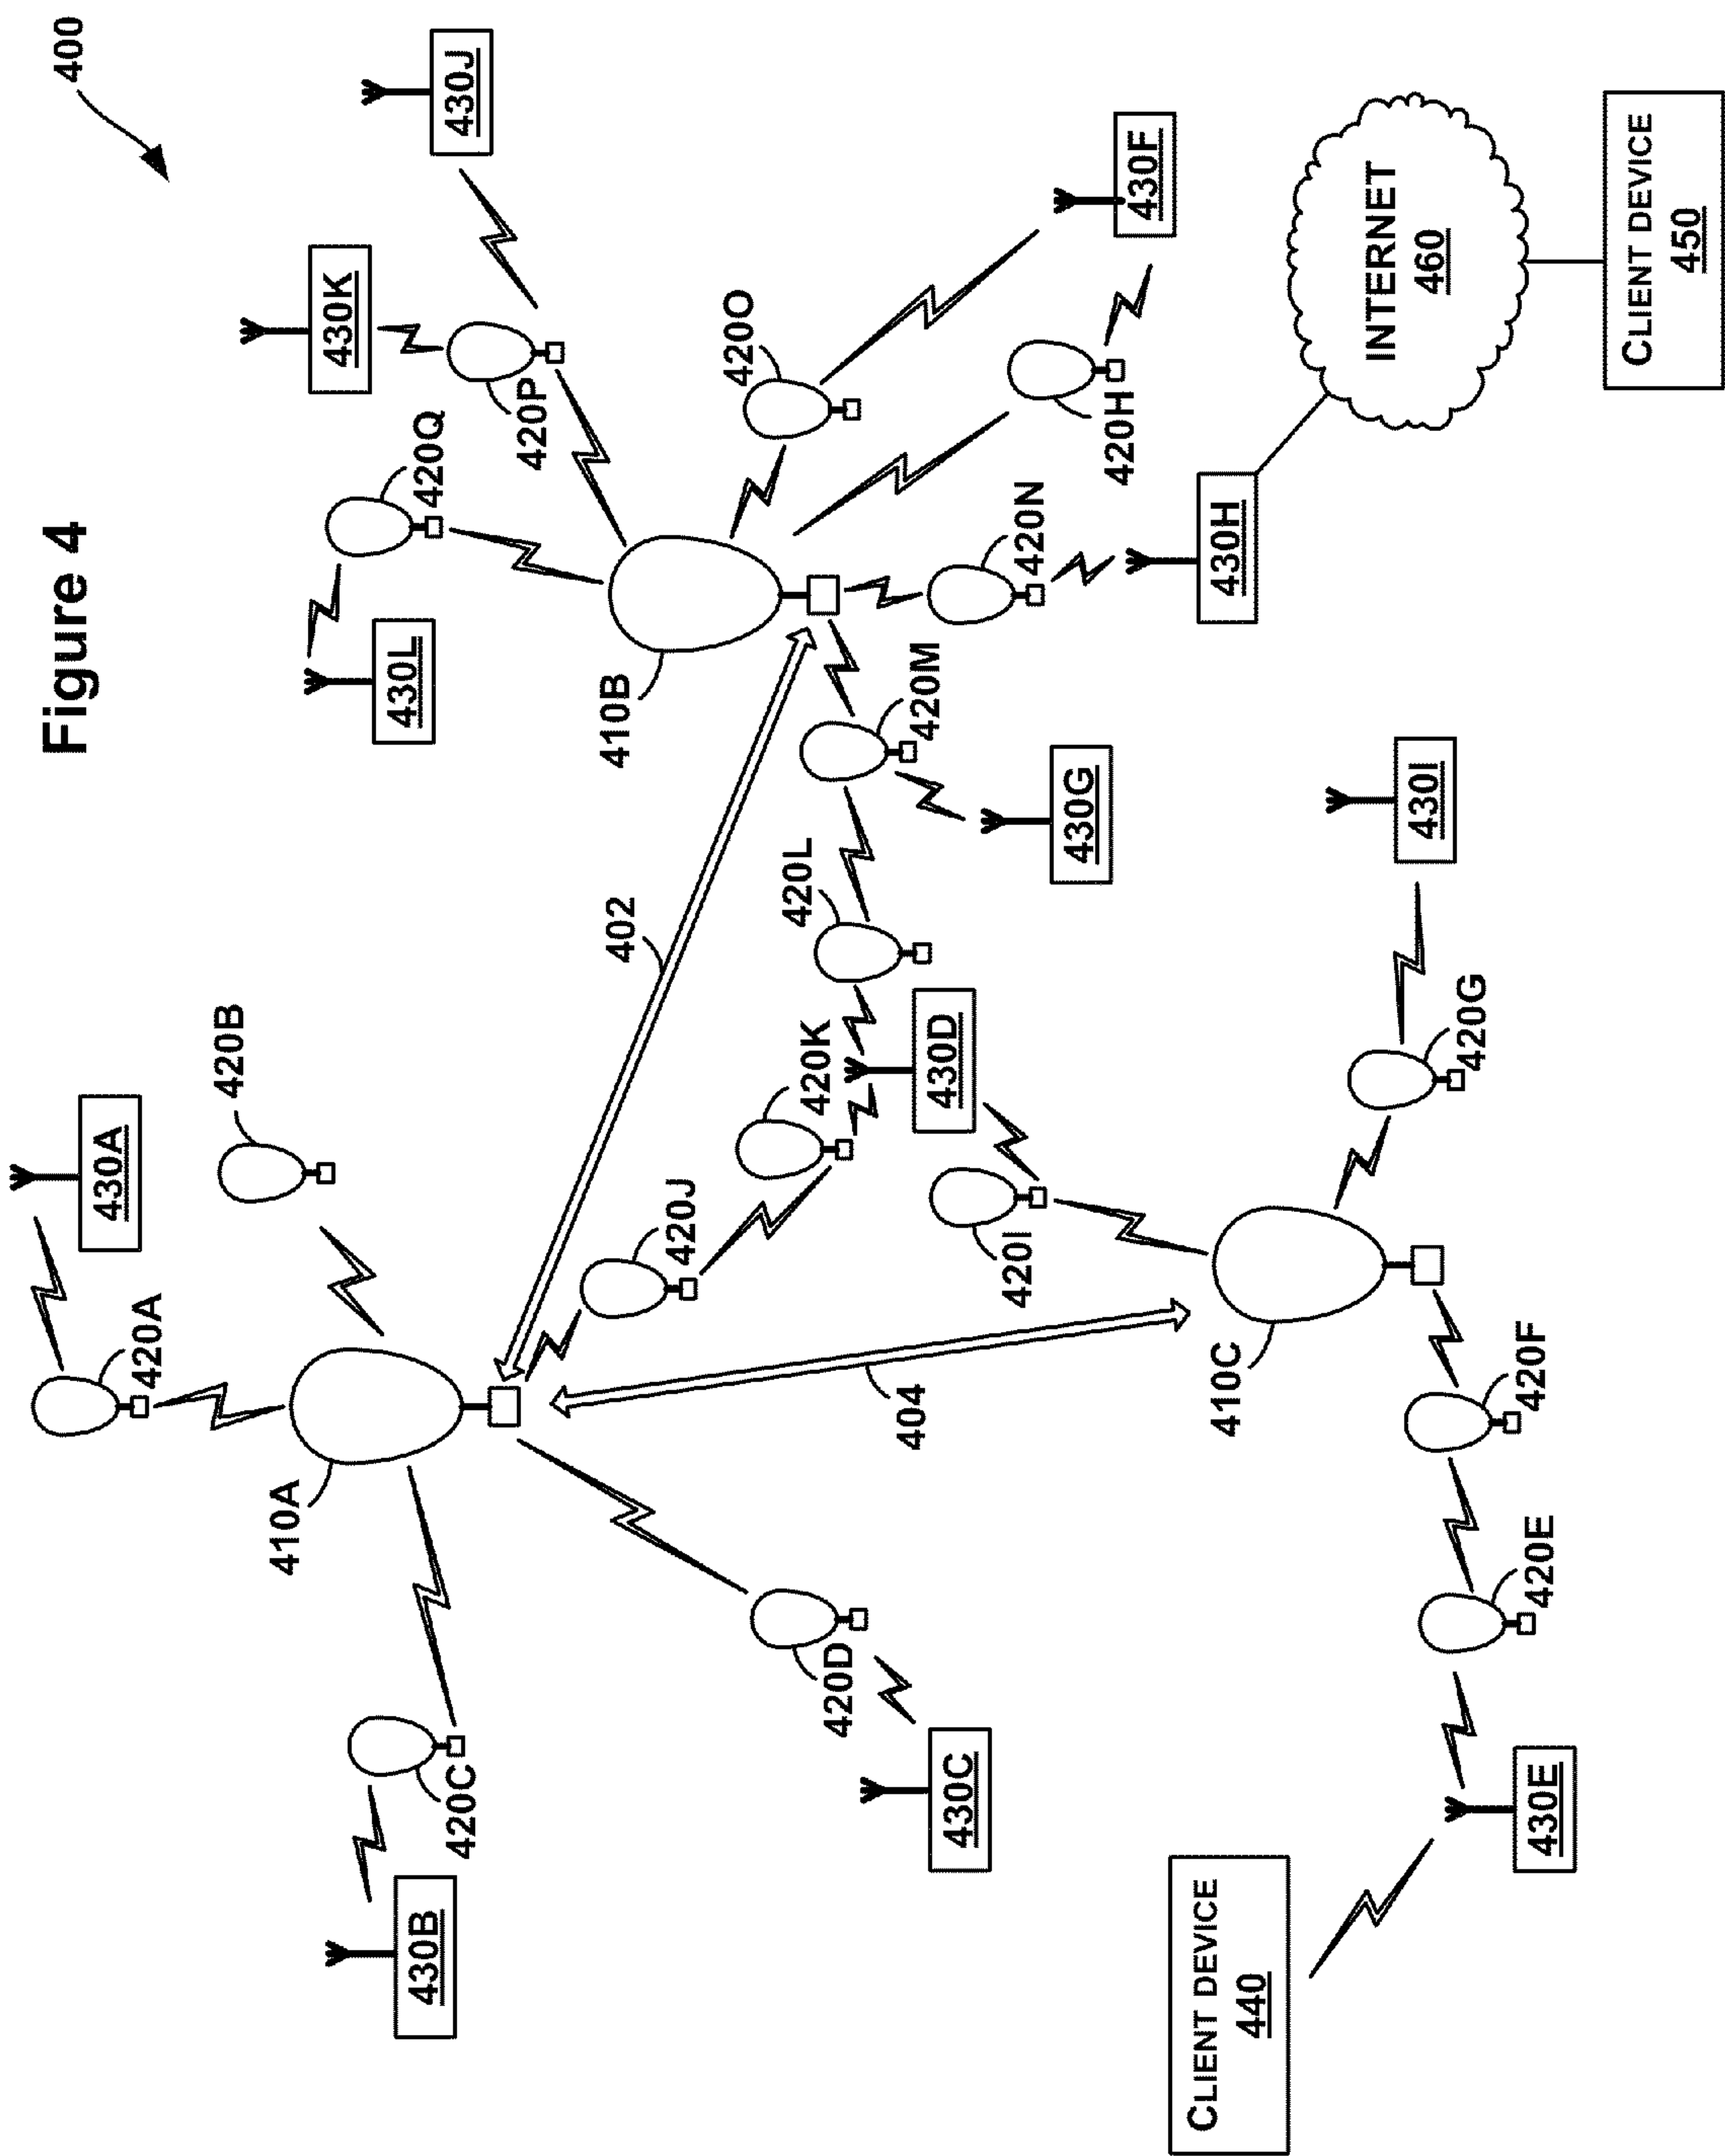 Figure 4
400
430A
420A
420B
410A
430K
430L
430B
420Q
430J
420C
420P
410B
402
420J
420O
420L
420K
420D
404
420M
430D
430C
420I
420N
430G
420H
430F
CLIENT DEVICE
440
410C
430H
INTERNET
460
430I
420G
420F
420E
430E
CLIENT DEVICE
450